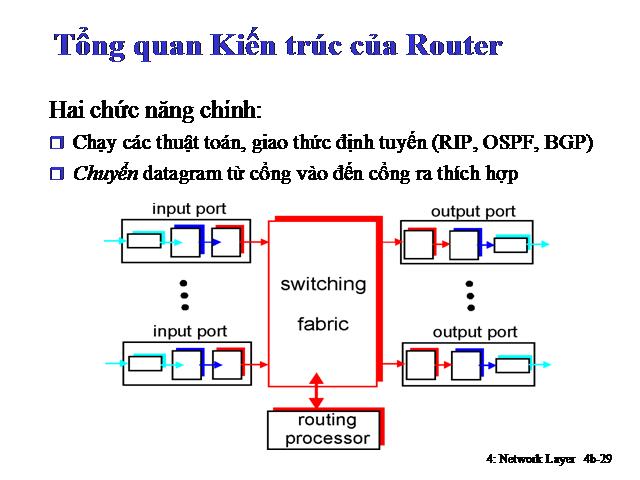 Tổng quan Kiến trúc của Router
Hai chức năng chính:
Chạy các thuật toán, giao thức định tuyến (RIP, OSPF, BGP)
Chuyển datagram từ cổng vào đến cổng ra thích hợp
input port
output port
switching
fabric
input port
output port
routing
processor
4: Network Layer 4b-29